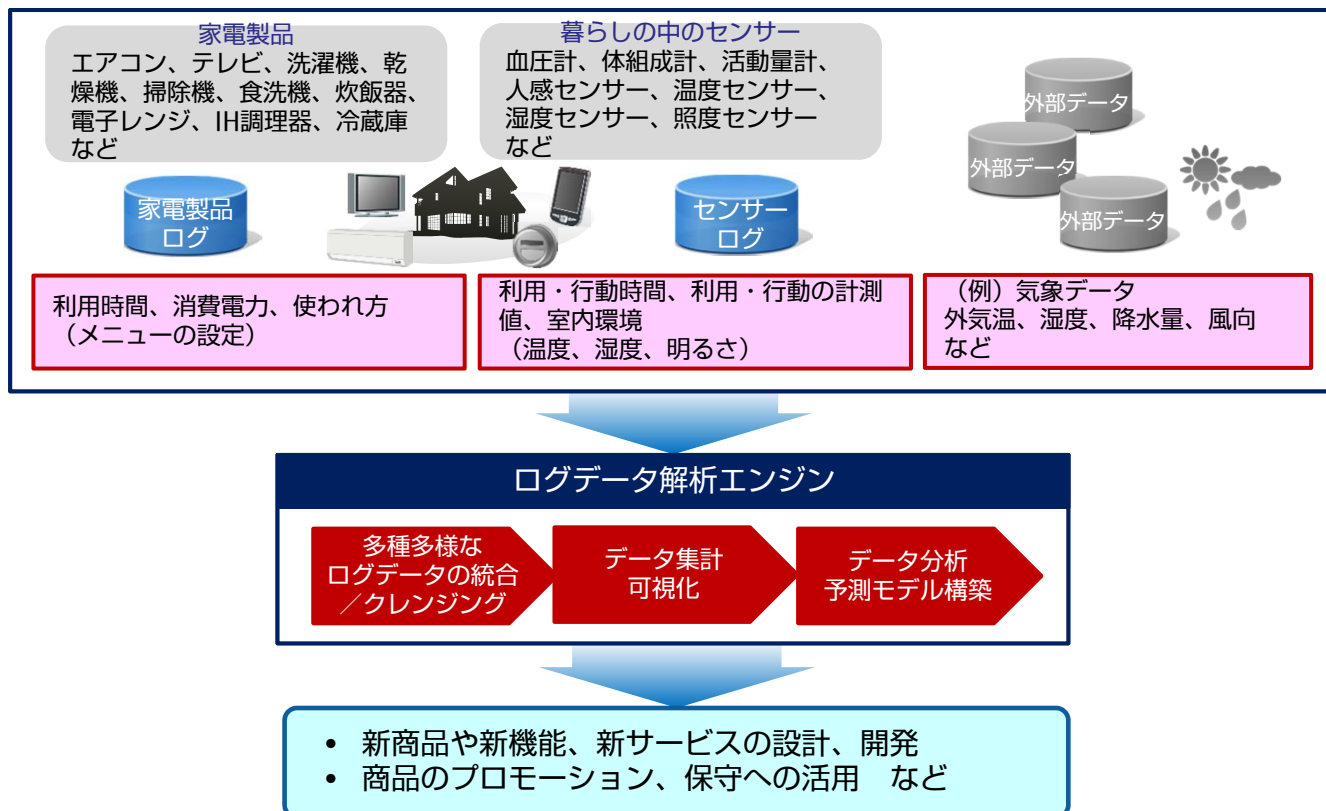 家電製品
エアコン、テレビ、洗濯機、乾
燥機、掃除機、食洗機、炊飯器、
電子レンジ、IH調理器、冷蔵庫
など
暮らしの中のセンサー
血圧計、体組成計、活動量計、
人感センサー、温度センサー、
湿度センサー、照度センサー
など
外部データ
外部データ
外部データ
家電製品
ログ
センサー
ログ
利用時間、消費電力、使われ方
（メニューの設定）
利用・行動時間、利用・行動の計測
値、室内環境
（温度、湿度、明るさ）
（例）気象データ
外気温、湿度、降水量、風向
など
ログデータ解析エンジン
多種多様な
ログデータの統合
／クレンジング
データ集計
可視化
データ分析
予測モデル構築
• 新商品や新機能、新サービスの設計、開発
• 商品のプロモーション、保守への活用　など